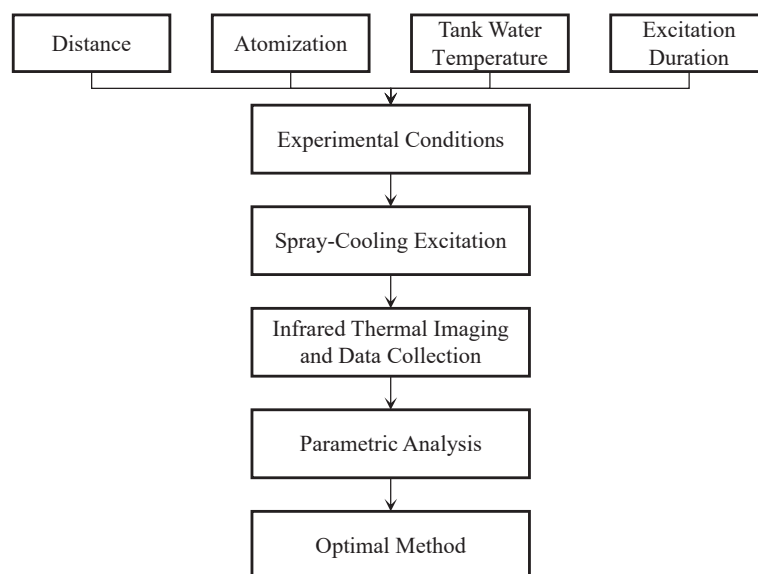 Distance
Atomization
Tank Water
Temperature
Excitation
Duration
Experimental Conditions
Spray-Cooling Excitation
Infrared Thermal Imaging
and Data Collection
Parametric Analysis
Optimal Method